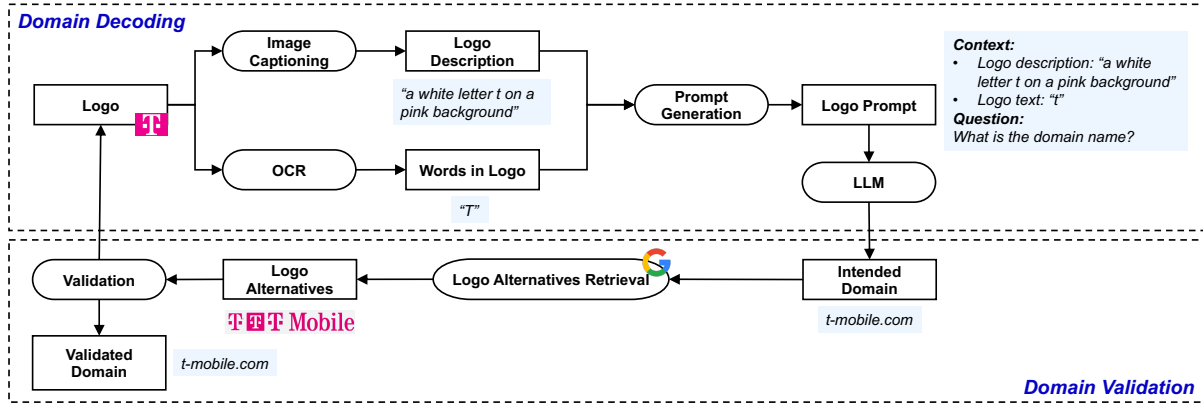 Domain Decoding
Image
Captioning
Logo
Description
“a white letter t on a
pink background”
Logo
T
OCR
Words in Logo
“T”
Prompt
Generation
Logo Prompt
Context:
• Logo description: “a white
letter t on a pink background”
• Logo text: “t”
Question:
What is the domain name?
LLM
Validation
Logo
Alternatives
T T T Mobile
Logo Alternatives Retrieval
G
Intended
Domain
t-mobile.com
Validated
Domain
t-mobile.com
Domain Validation